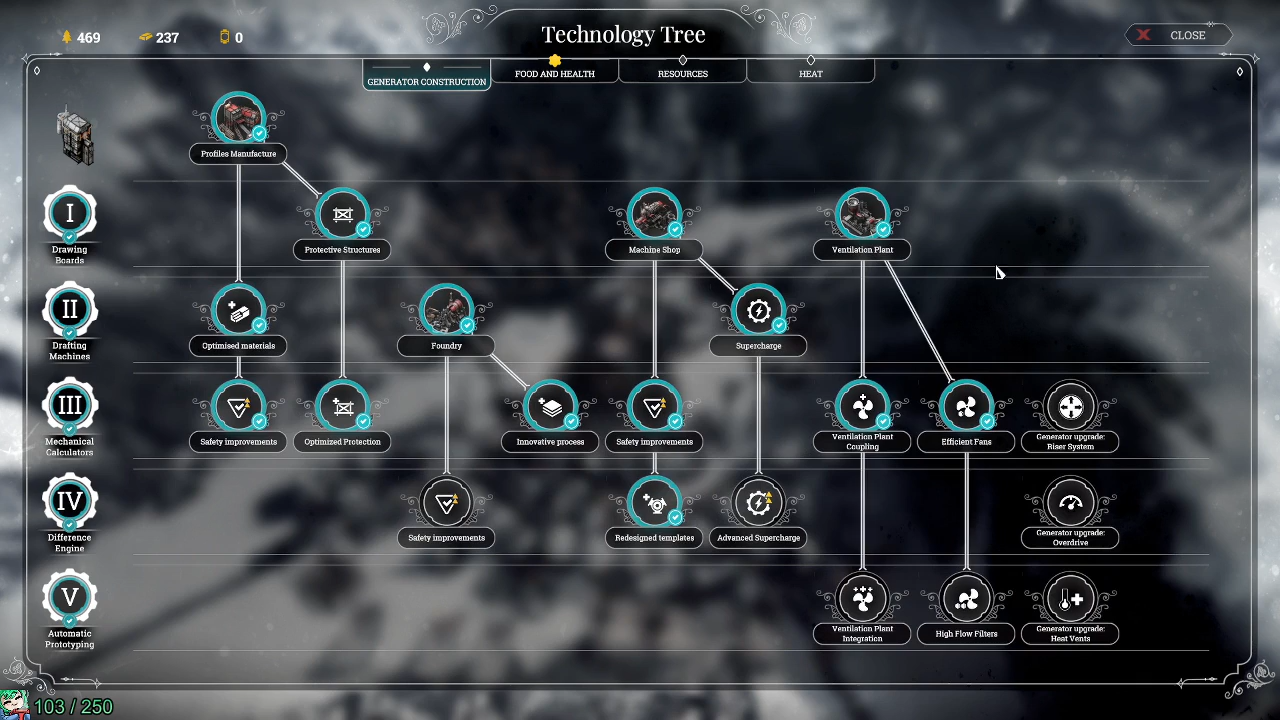 469 237 0
Technology Tree
CLOSE
GENERATOR CONSTRUCTION
FOOD AND HEALTH
RESOURCES
HEAT
Profiles Manufacture
I
Drawing
Boards
Protective Structures
Machine Shop
Ventilation Plant
II
Drafting
Machines
Optimised materials
Foundry
Supercharge
III
Mechanical
Calculators
Safety improvements
Optimized Protection
Innovative process
Safety improvements
Ventilation Plant
Coupling
Efficient Fans
Generator upgrade:
Riser System
IV
Difference
Engine
Safety improvements
Redesigned templates
Advanced Supercharge
Generator upgrade:
Overdrive
V
Automatic
Prototyping
Ventilation Plant
Integration
High Flow Filters
Generator upgrade:
Heat Vents
103 / 250